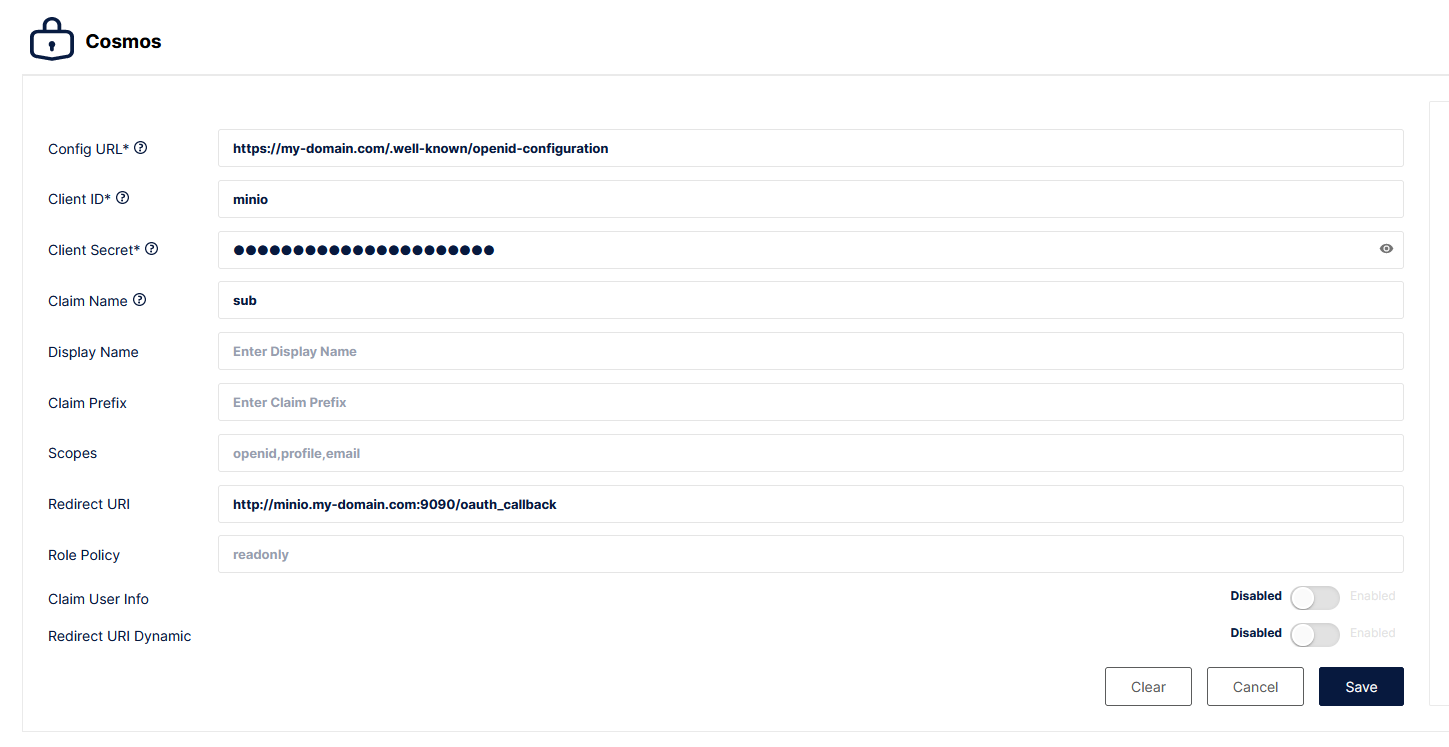 Cosmos
Config URL*
https://my-domain.com/.well-known/openid-configuration
Client ID*
minio
Client Secret*
●●●●●●●●●●●●●●●●●●●●●●
Claim Name
sub
Display Name
Enter Display Name
Claim Prefix
Enter Claim Prefix
Scopes
openid,profile,email
Redirect URI
http://minio.my-domain.com:9090/oauth_callback
Role Policy
readonly
Claim User Info
Disabled Enabled
Redirect URI Dynamic
Disabled Enabled
Clear Cancel Save